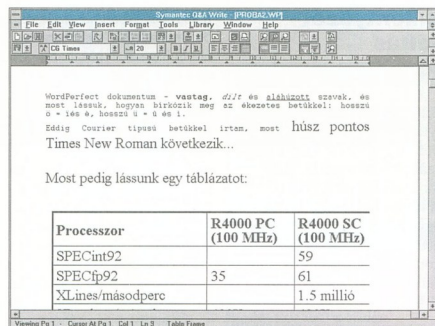 Symantec Q&A Write - [PROBA2.WP]
File Edit View Insert Format Tools Library Window Help
CG Times 20 B I U
WordPerfect dokumentum - vastag, dőlt és aláhúzott szavak, és
most lássuk, hogyan birkózik meg az ékezetes betűkkel: hosszú
Eddig Courier típusú betűkkel írtam, most húsz pontos
Times New Roman következik...
Most pedig lássunk egy táblázatot:
Processzor R4000 PC (100 MHz) R4000 SC (100 MHz)
SPECint92 59
SPECfp92 35 61
XLines/másodperc 1.5 millió
Viewing Pg 1 - Cursor At Pg 1 Col 1 Ln 9 Table Frame